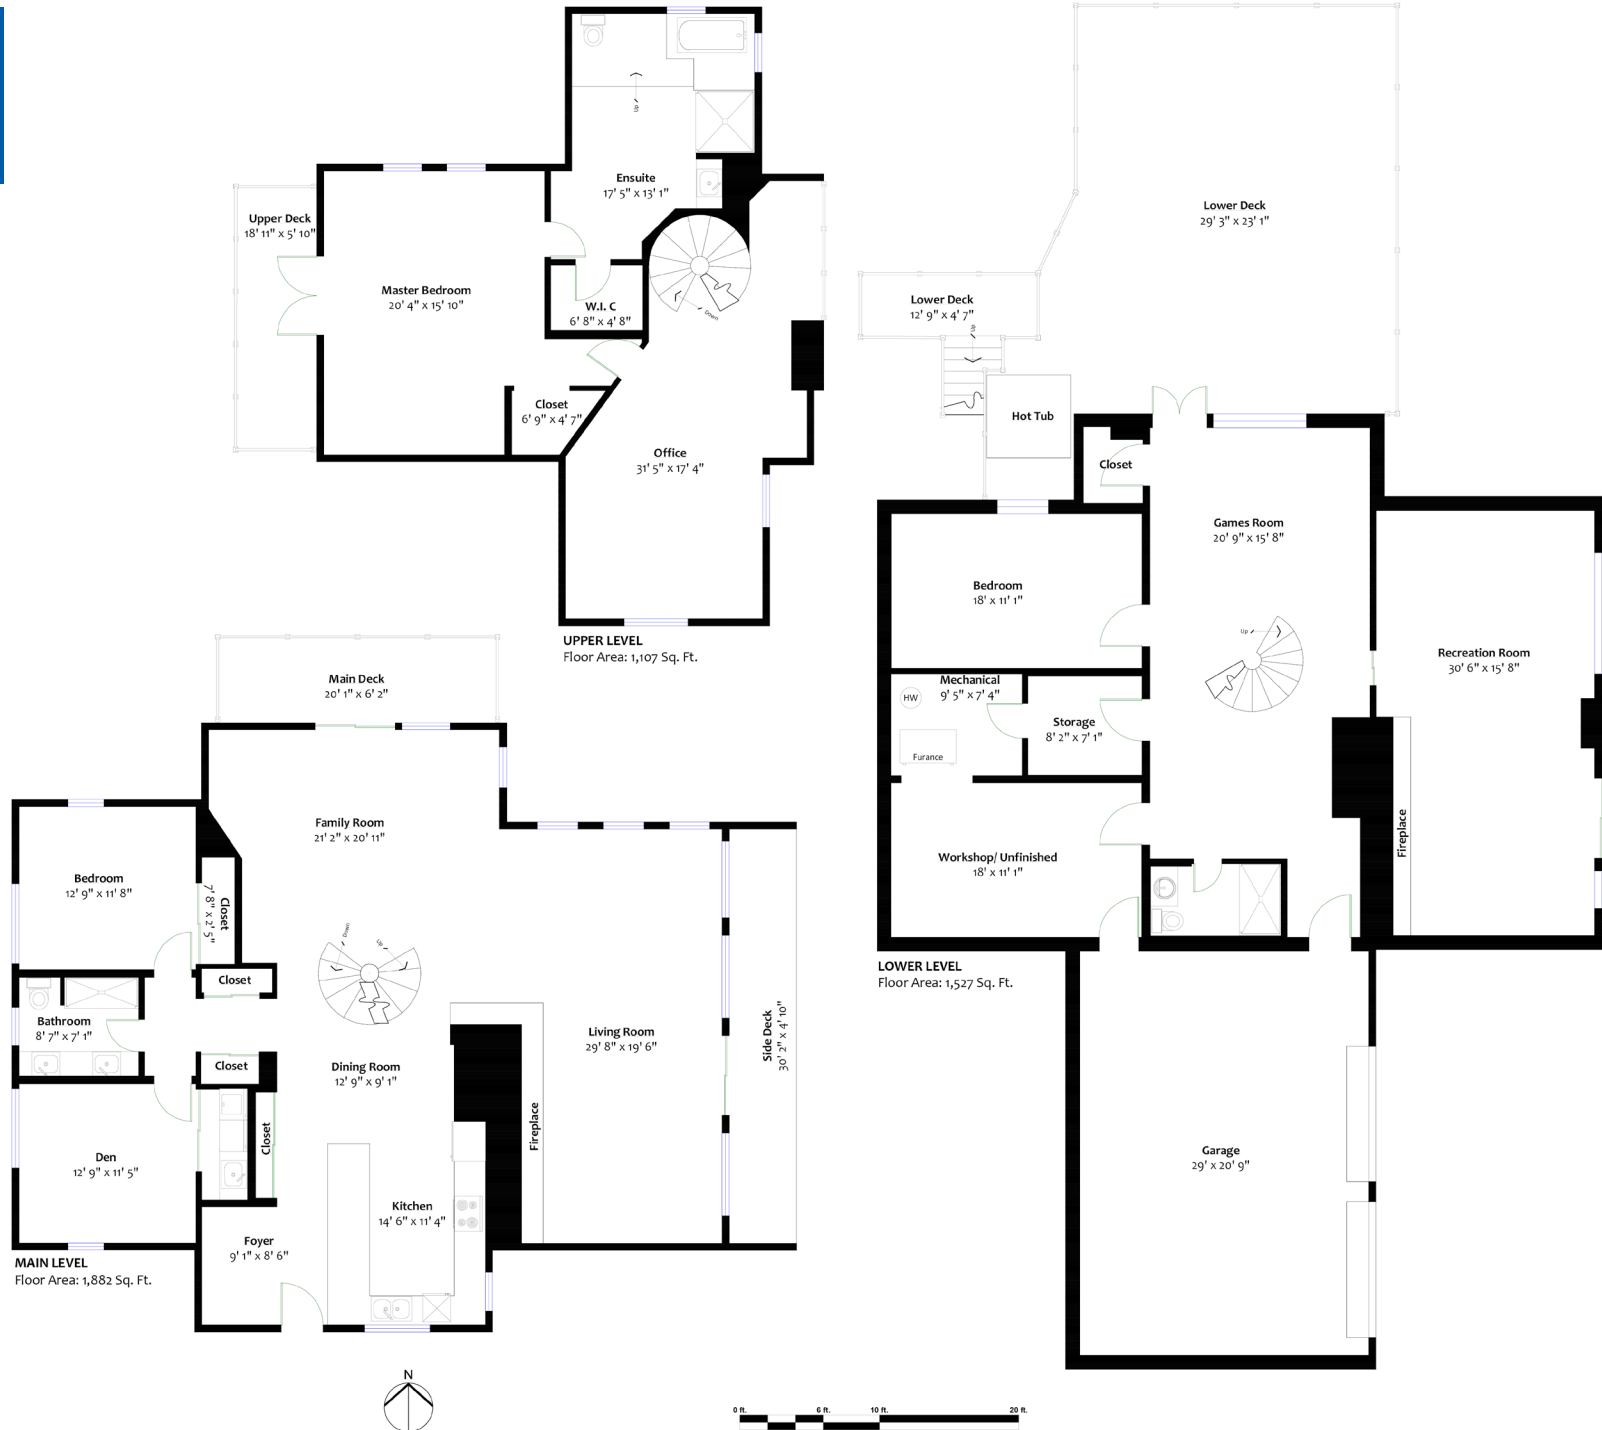 Up
Ensuite
17' 5" x 13' 1"
Upper Deck
18' 11" x 5' 10"
Master Bedroom
20' 4" x 15' 10"
W.I. C
6' 8" x 4' 8"
Down
Closet
6' 9" x 4' 7"
Office
31' 5" x 17' 4"
UPPER LEVEL
Floor Area: 1,107 Sq. Ft.
Lower Deck
29' 3" x 23' 1"
Lower Deck
12' 9" x 4' 7"
Up
Hot Tub
Closet
Games Room
20' 9" x 15' 8"
Bedroom
18' x 11' 1"
Up
Recreation Room
30' 6" x 15' 8"
Mechanical
9' 5" x 7' 4"
HW
Furance
Storage
8' 2" x 7' 1"
Fireplace
Workshop/ Unfinished
18' x 11' 1"
LOWER LEVEL
Floor Area: 1,527 Sq. Ft.
Garage
29' x 20' 9"
Main Deck
20' 1" x 6' 2"
Family Room
21' 2" x 20' 11"
Bedroom
12' 9" x 11' 8"
Closet
7' 8" x 2' 5"
Down
Up
Closet
Bathroom
8' 7" x 7' 1"
Closet
Dining Room
12' 9" x 9' 1"
Living Room
29' 8" x 19' 6"
Side Deck
30' 2" x 4' 10"
Fireplace
Closet
Den
12' 9" x 11' 5"
Kitchen
14' 6" x 11' 4"
Foyer
9' 1" x 8' 6"
MAIN LEVEL
Floor Area: 1,882 Sq. Ft.
N
0 ft. 6 ft. 10 ft. 20 ft.